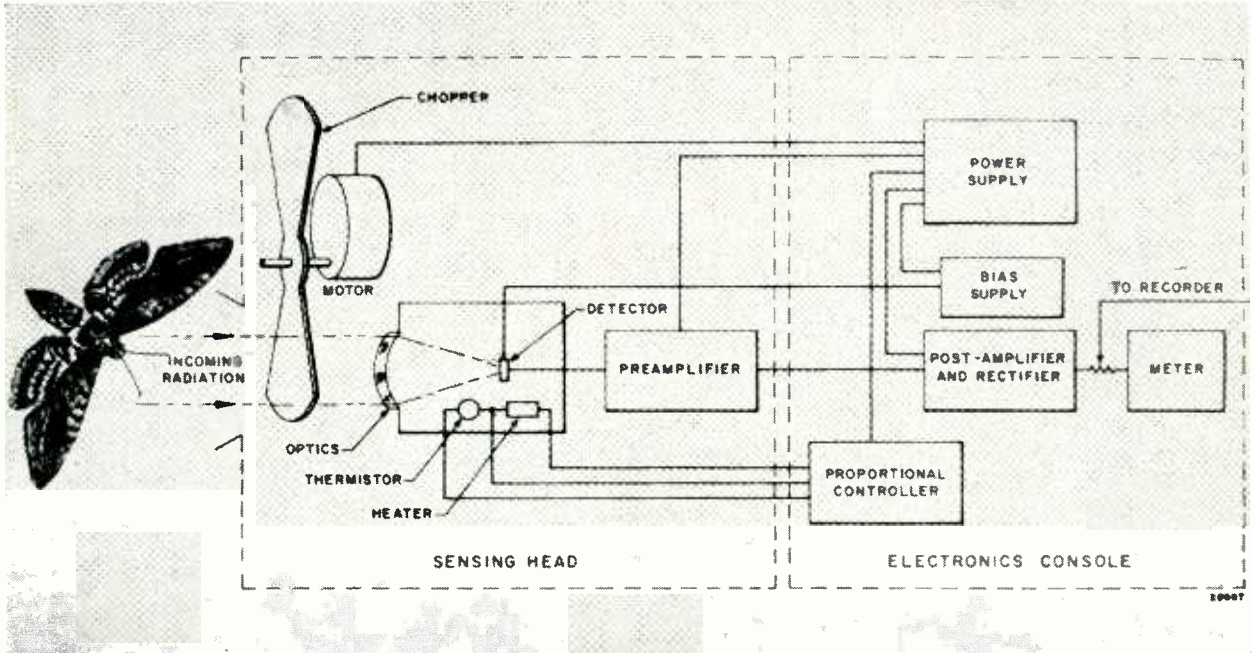 CHOPPER
MOTOR
INCOMING
RADIATION
OPTICS
THERMISTOR
HEATER
DETECTOR
PREAMPLIFIER
SENSING HEAD
POWER
SUPPLY
BIAS
SUPPLY
TO RECORDER
POST-AMPLIFIER
AND RECTIFIER
METER
PROPORTIONAL
CONTROLLER
ELECTRONICS CONSOLE